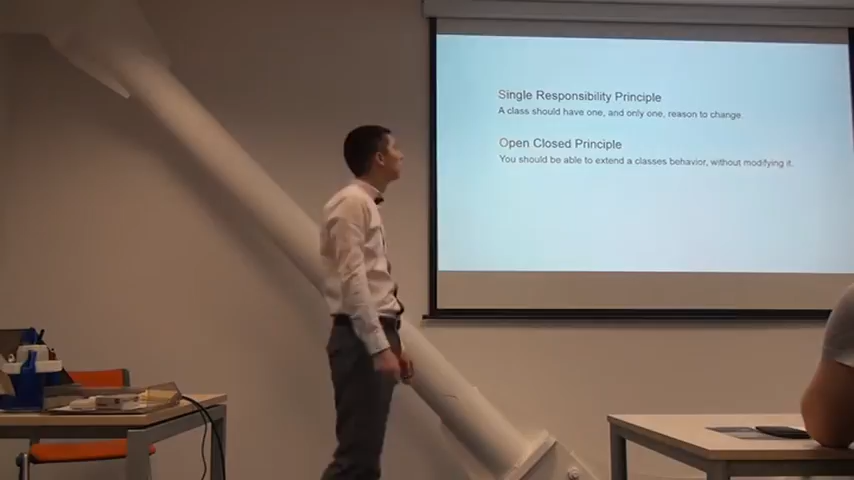 Single Responsibility Principle
A class should have one, and only one, reason to change.
Open Closed Principle
You should be able to extend a classes behavior, without modifying it.